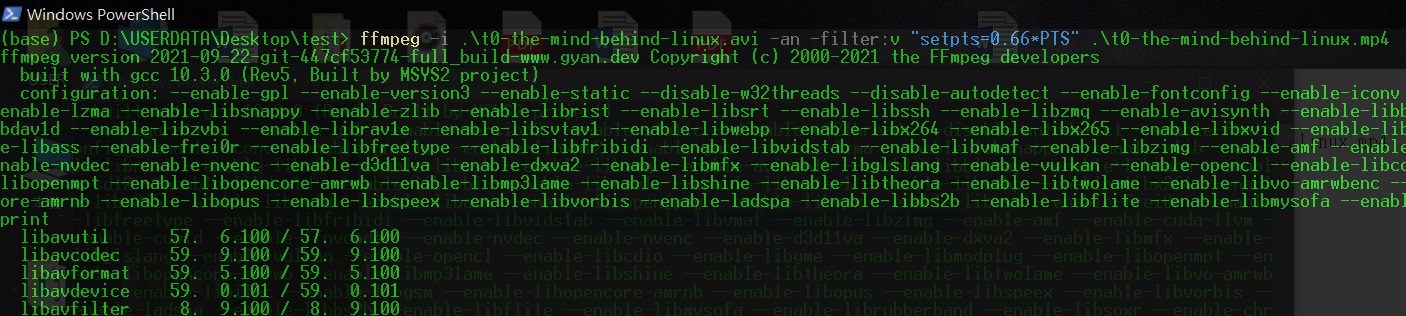 Windows PowerShell
(base) PS D:\USERDATA\Desktop\test> ffmpeg -i .\t0-the-mind-behind-linux.avi -an -filter:v "setpts=0.66*PTS" .\t0-the-mind-behind-linux.mp4
ffmpeg version 2021-09-22-git-447cf53774-full_build-www.gyan.dev Copyright (c) 2000-2021 the FFmpeg developers
built with gcc 10.3.0 (Rev5, Built by MSYS2 project)
configuration: --enable-gpl --enable-version3 --enable-static --disable-w32threads --disable-autodetect --enable-fontconfig --enable-iconv
enable-lzma --enable-libsnappy --enable-zlib --enable-librist --enable-libsrt --enable-libssh --enable-libzmq --enable-avisynth --enable-libb
bdav1d --enable-libzvbi --enable-librav1e --enable-libsvtav1 --enable-libwebp --enable-libx264 --enable-libx265 --enable-libxvid --enable-lib
e-libass --enable-frei0r --enable-libfreetype --enable-libfribidi --enable-libvidstab --enable-libvmaf --enable-libzimg --enable-amf
nable-nvdec --enable-nvenc --enable-d3d11va --enable-dxva2 --enable-libmfx --enable-libglslang --enable-vulkan --enable-opencl --enable-libcd
libopenmpt --enable-libopencore-amrwb --enable-libmp3lame --enable-libshine --enable-libtheora --enable-libtwolame --enable-libvo-amrwbenc --
ore-amrnb --enable-libopus --enable-libspeex --enable-libvorbis --enable-ladspa --enable-libbs2b --enable-libflite --enable-libmysofa --enabl
print
libavutil 57. 6.100 / 57. 6.100
libavcodec 59. 9.100 / 59. 9.100
libavformat 59. 5.100 / 59. 5.100
libavdevice 59. 0.101 / 59. 0.101
libavfilter 8. 9.100 / 8. 9.100